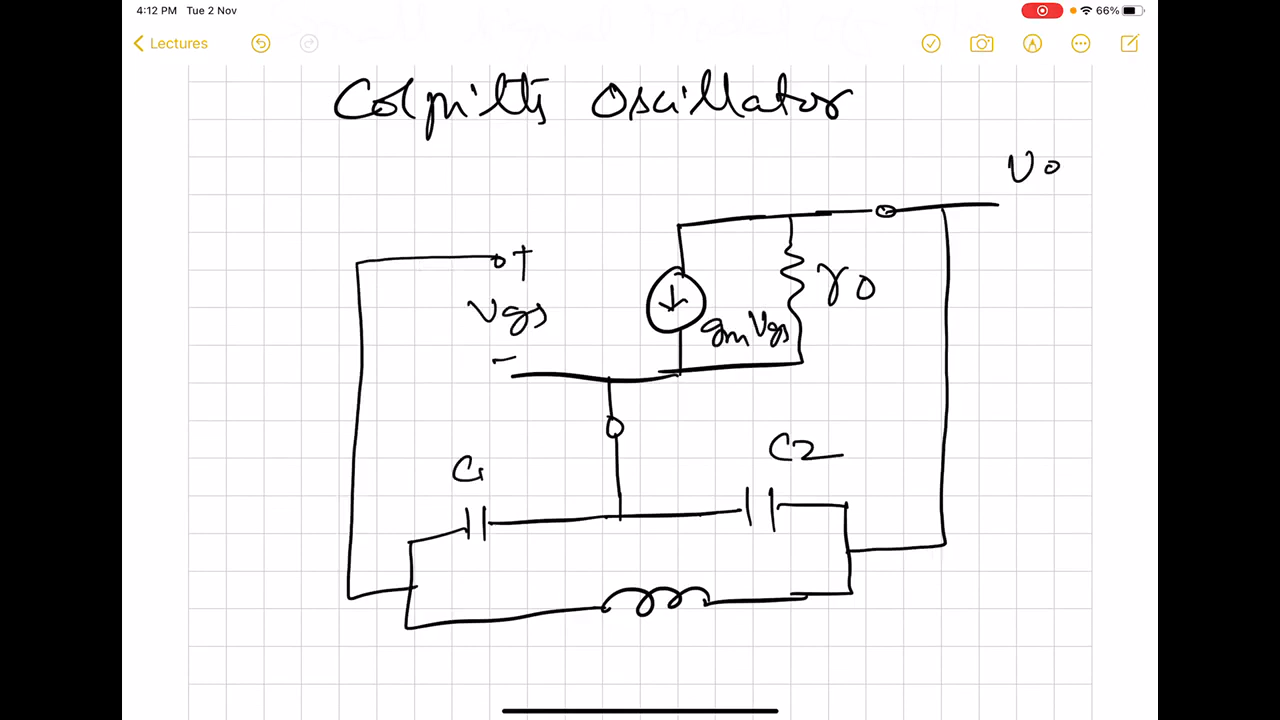 4:12 PM Tue 2 Nov
66%
Lectures
Colpitts Oscillator
Vo
+
Vgs
-
gmVgs
ro
C1
C2